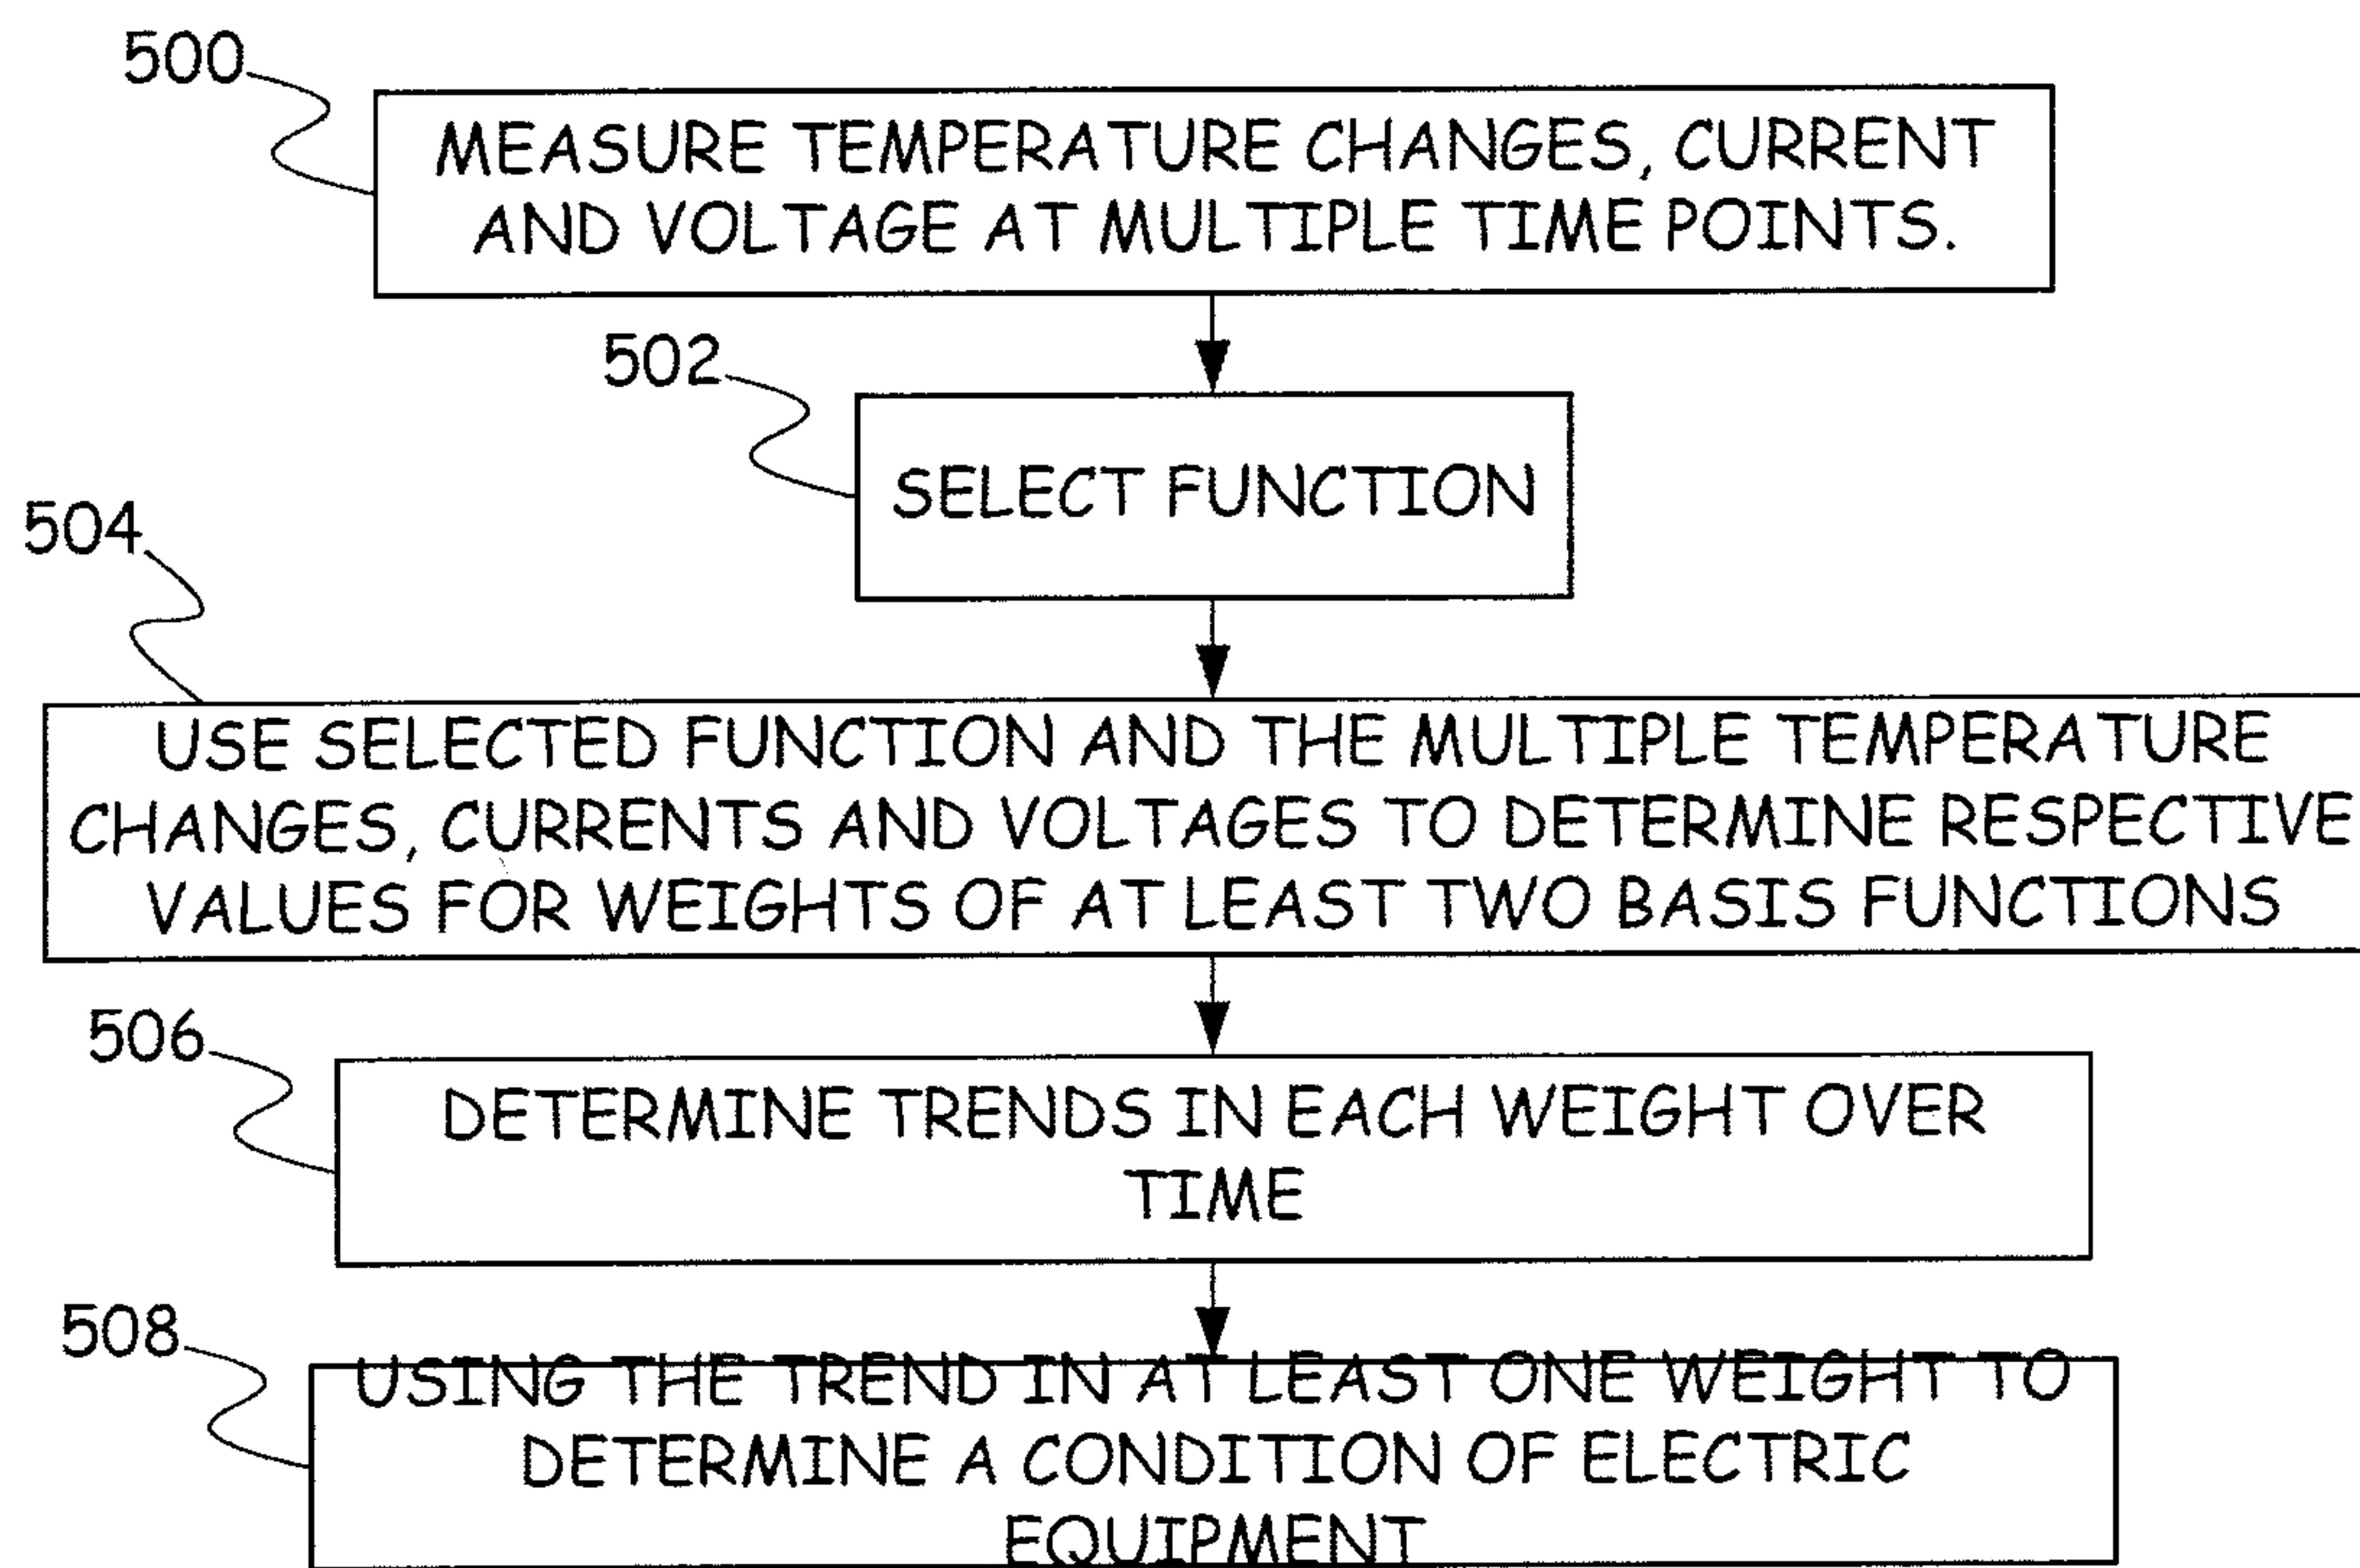 500
MEASURE TEMPERATURE CHANGES, CURRENT
AND VOLTAGE AT MULTIPLE TIME POINTS.
502
SELECT FUNCTION
504
USE SELECTED FUNCTION AND THE MULTIPLE TEMPERATURE
CHANGES, CURRENTS AND VOLTAGES TO DETERMINE RESPECTIVE
VALUES FOR WEIGHTS OF AT LEAST TWO BASIS FUNCTIONS
506
DETERMINE TRENDS IN EACH WEIGHT OVER
TIME
508
USING THE TREND IN AT LEAST ONE WEIGHT TO
DETERMINE A CONDITION OF ELECTRIC
EQUIPMENT